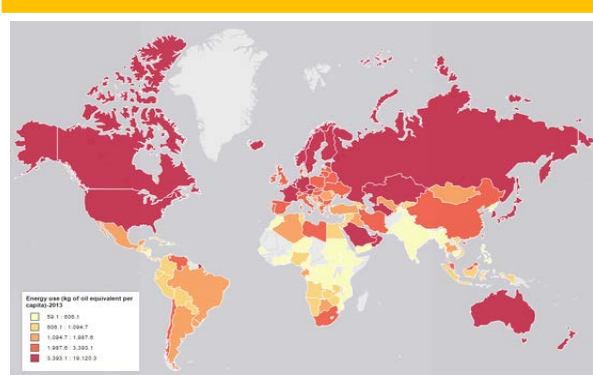 Energy use (kg of oil equivalent per
capita)-2013
59.1 : 606.1
606.1 : 1,094.7
1,094.7 : 1,987.6
1,987.6 : 3,393.1
3,393.1 : 19,120.3